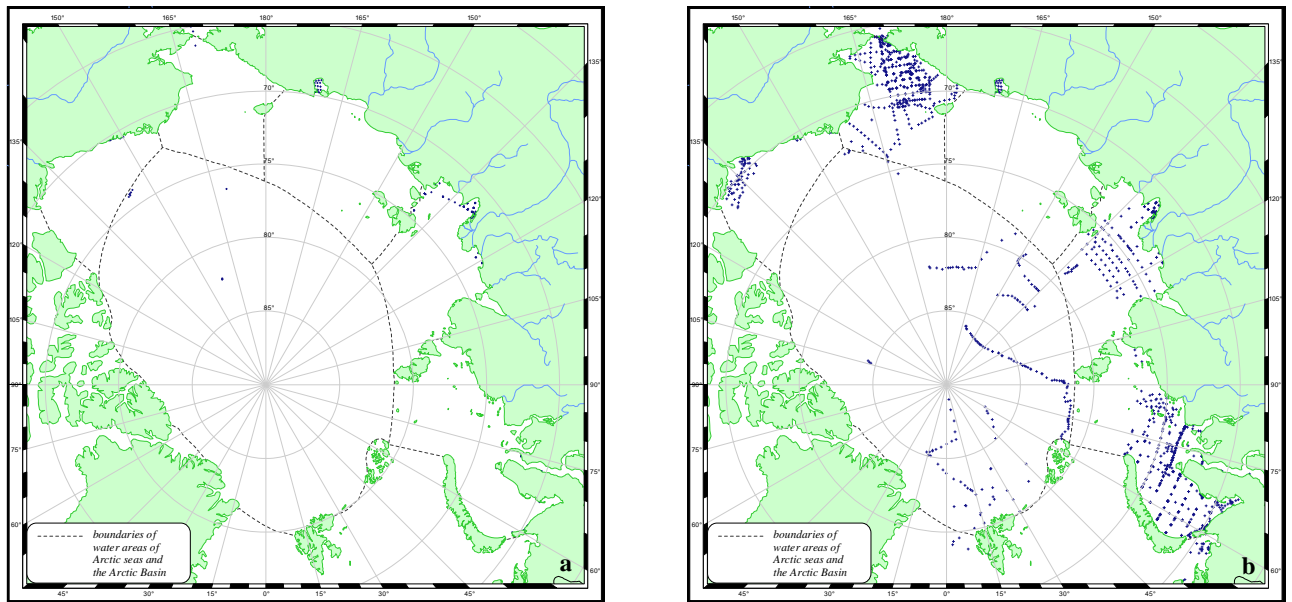 150° 165° 180° 165° 150°
135°
70°
135°
75°
120°
80°
120°
105°
85°
105°
90° 90°
75°
75°
60°
boundaries of
water areas of
Arctic seas and
the Arctic Basin
a
60°
45° 30° 15° 0° 15° 30° 45°
150° 165° 180° 165° 150°
135°
70°
135°
75°
120°
80°
120°
105°
85°
105°
90° 90°
75°
75°
60°
boundaries of
water areas of
Arctic seas and
the Arctic Basin
b
60°
45° 30° 15° 0° 15° 30° 45°